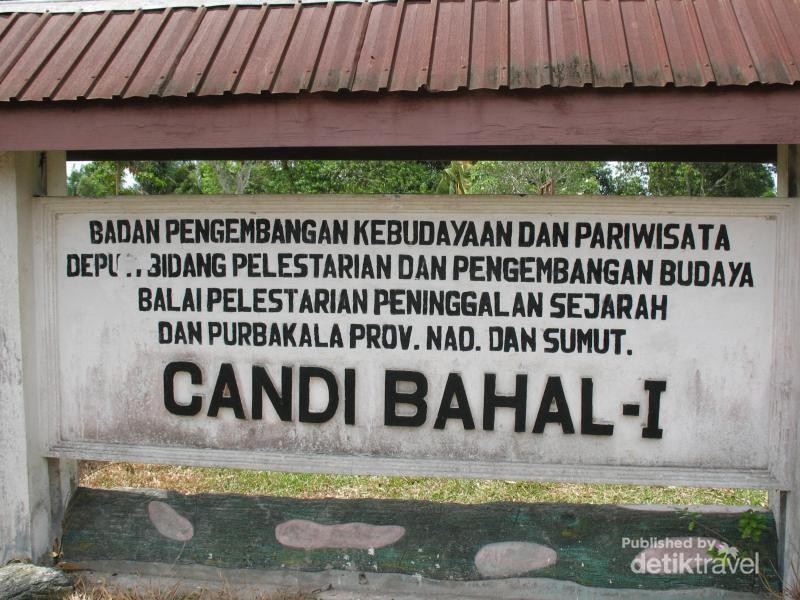 BADAN PENGEMBANGAN KEBUDAYAAN DAN PARIWISATA
BIDANG PELESTARIAN DAN PENGEMBANGAN BUDAYA
BALAI PELESTARIAN PENINGGALAN SEJARAH
DAN PURBAKALA PROV. NAD. DAN SUMUT.
CANDI BAHAL-I
Published by
detiktravel